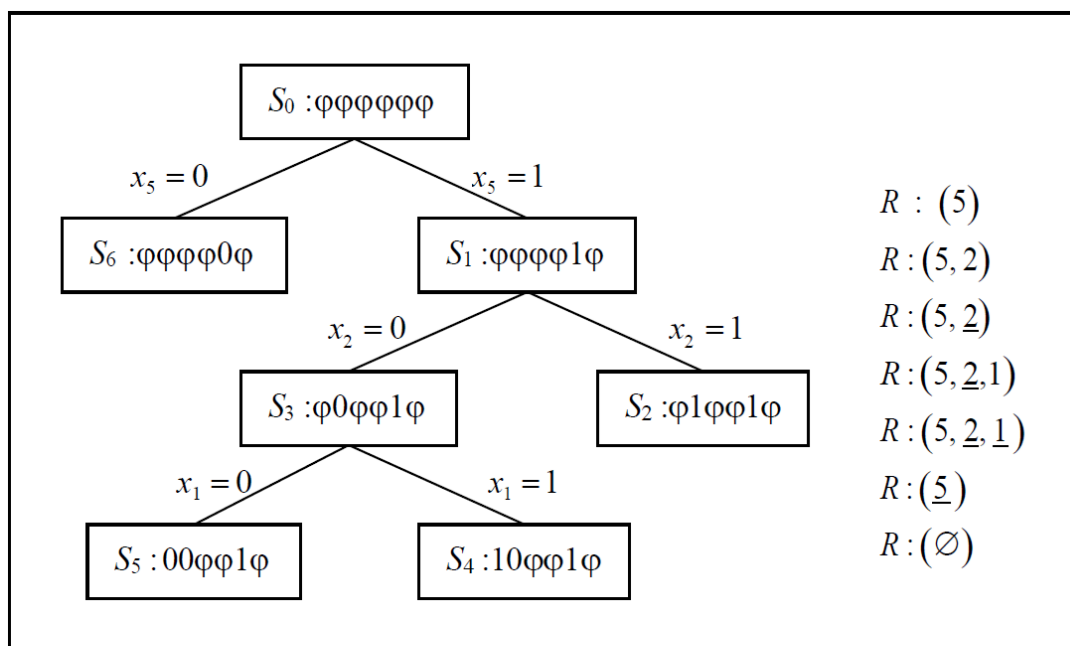 S₀ :φφφφφφ
x₅ = 0
x₅ = 1
S₆ :φφφφ0φ
S₁ :φφφφ1φ
x₂ = 0
x₂ = 1
S₃ :φ0φφ1φ
S₂ :φ1φφ1φ
x₁ = 0
x₁ = 1
S₅ :00φφ1φ
S₄ :10φφ1φ
R : (5)
R : (5, 2)
R : (5, 2̲)
R : (5, 2̲,1)
R : (5, 2̲, 1̲)
R : (5̲)
R : (∅)